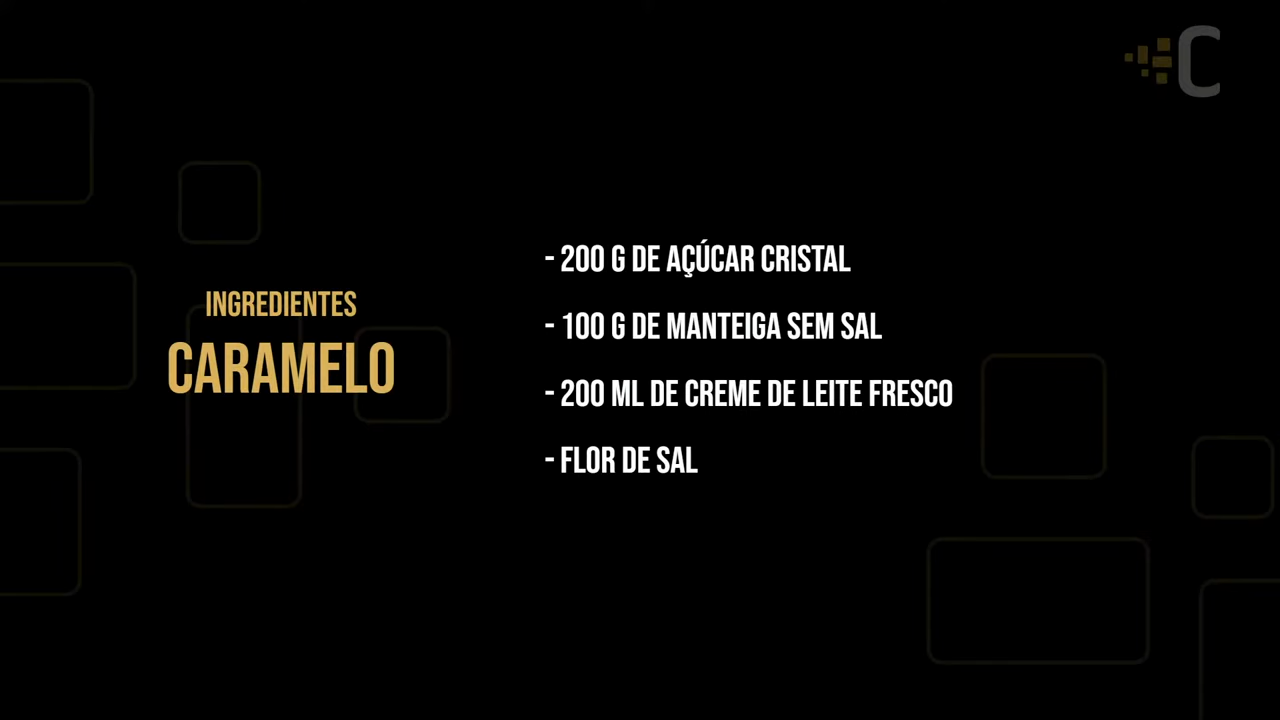 C
INGREDIENTES
CARAMELO
- 200 G DE AÇÚCAR CRISTAL
- 100 G DE MANTEIGA SEM SAL
- 200 ML DE CREME DE LEITE FRESCO
- FLOR DE SAL